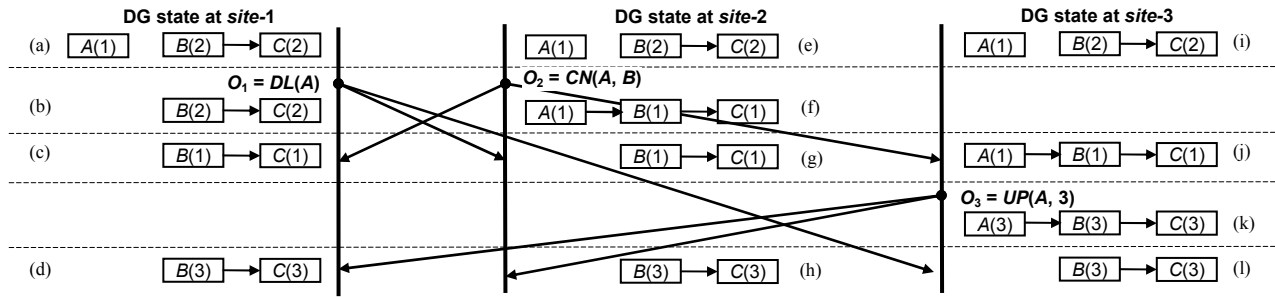 DG state at site-1 DG state at site-2 DG state at site-3
(a) A(1) B(2) C(2) A(1) B(2) C(2) (e) A(1) B(2) C(2) (i)
O1 = DL(A) O2 = CN(A, B)
(b) B(2) C(2) A(1) B(1) C(1) (f)
(c) B(1) C(1) B(1) C(1) (g) A(1) B(1) C(1) (j)
O3 = UP(A, 3)
A(3) B(3) C(3) (k)
(d) B(3) C(3) B(3) C(3) (h) B(3) C(3) (l)